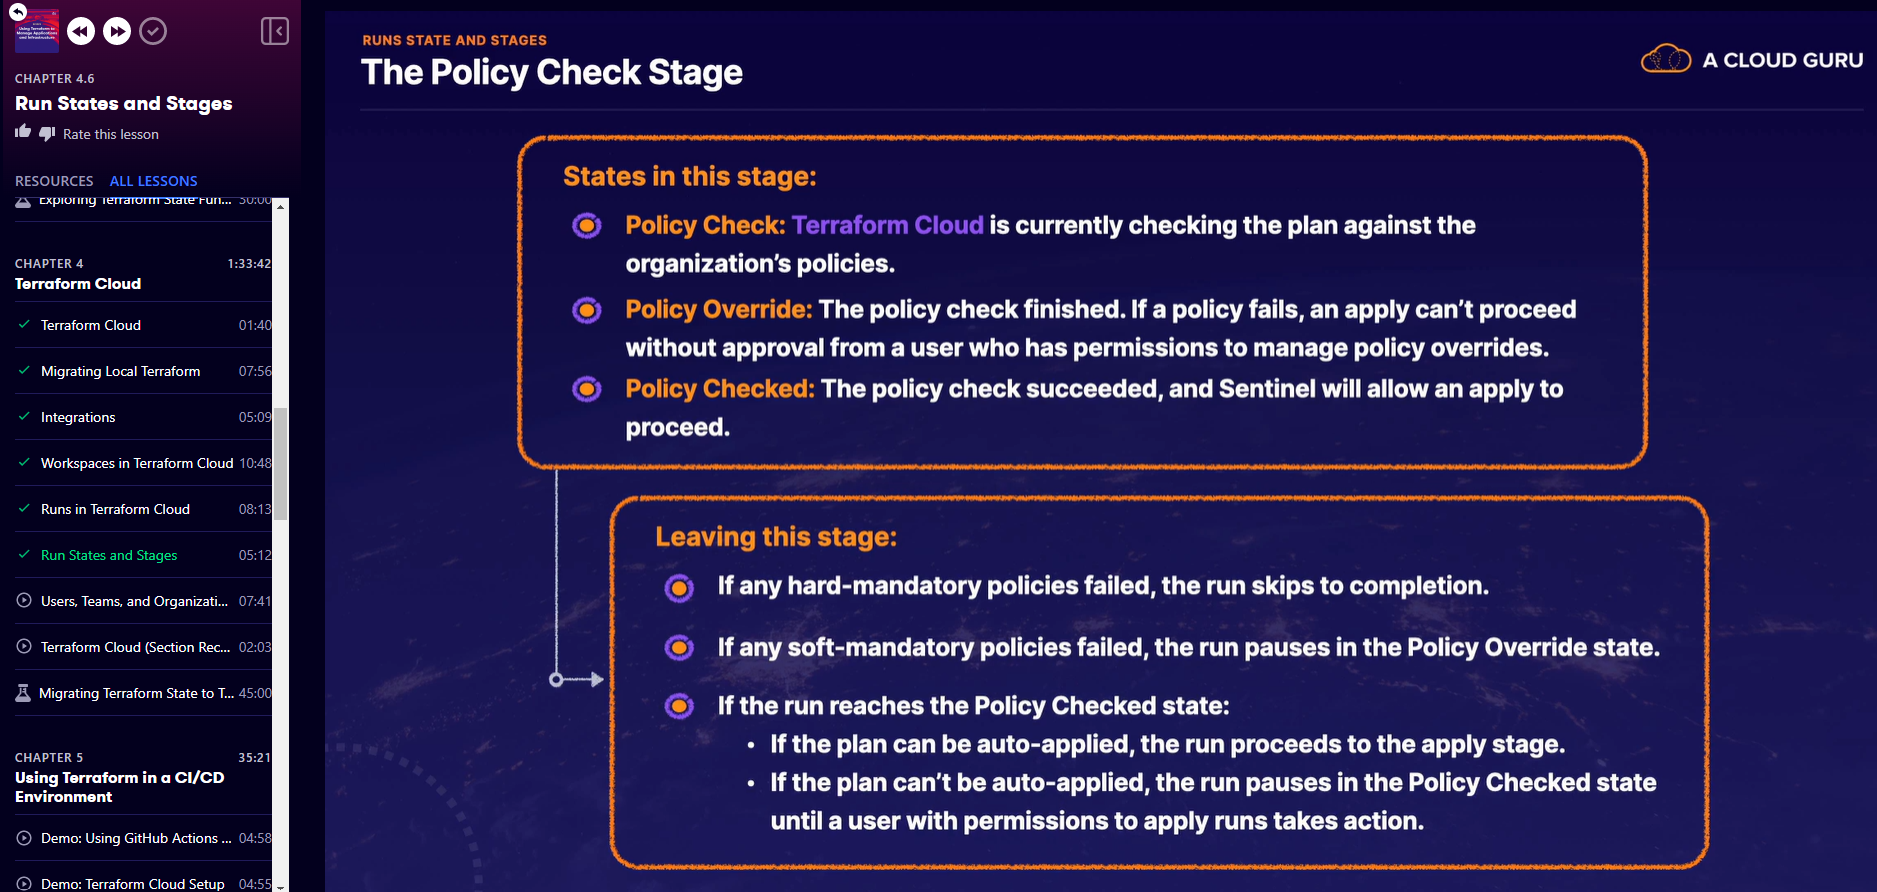 Using Terraform to
Manage Applications
and Infrastructure
CHAPTER 4.6
Run States and Stages
Rate this lesson
RESOURCES ALL LESSONS
Exploring Terraform State Fun... 30:00
CHAPTER 4 1:33:42
Terraform Cloud
Terraform Cloud 01:40
Migrating Local Terraform 07:56
Integrations 05:09
Workspaces in Terraform Cloud 10:48
Runs in Terraform Cloud 08:13
Run States and Stages 05:12
Users, Teams, and Organizati... 07:41
Terraform Cloud (Section Rec... 02:03
Migrating Terraform State to T... 45:00
CHAPTER 5 35:21
Using Terraform in a CI/CD
Environment
Demo: Using GitHub Actions ... 04:58
Demo: Terraform Cloud Setup 04:55
RUNS STATE AND STAGES
The Policy Check Stage
A CLOUD GURU
States in this stage:
Policy Check: Terraform Cloud is currently checking the plan against the
organization’s policies.
Policy Override: The policy check finished. If a policy fails, an apply can’t proceed
without approval from a user who has permissions to manage policy overrides.
Policy Checked: The policy check succeeded, and Sentinel will allow an apply to
proceed.
Leaving this stage:
If any hard-mandatory policies failed, the run skips to completion.
If any soft-mandatory policies failed, the run pauses in the Policy Override state.
If the run reaches the Policy Checked state:
• If the plan can be auto-applied, the run proceeds to the apply stage.
• If the plan can’t be auto-applied, the run pauses in the Policy Checked state
until a user with permissions to apply runs takes action.